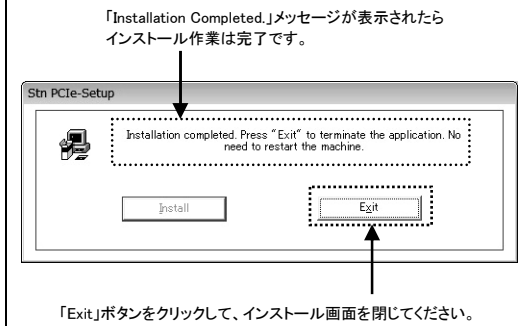 「Installation Completed.」メッセージが表示されたら
インストール作業は完了です。
Stn PCIe-Setup
Installation completed. Press "Exit" to terminate the application. No
need to restart the machine.
Install
Exit
「Exit」ボタンをクリックして、インストール画面を閉じてください。